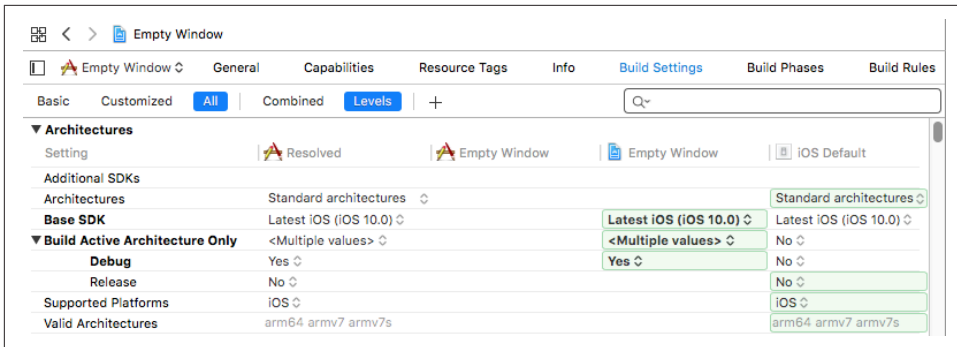 Empty Window
Empty Window General Capabilities Resource Tags Info Build Settings Build Phases Build Rules
Basic Customized All Combined Levels +
Architectures
Setting Resolved Empty Window Empty Window iOS Default
Additional SDKs
Architectures Standard architectures Standard architectures
Base SDK Latest iOS (iOS 10.0) Latest iOS (iOS 10.0) Latest iOS (iOS 10.0)
Build Active Architecture Only <Multiple values> <Multiple values> No
Debug Yes Yes No
Release No No
Supported Platforms iOS iOS
Valid Architectures arm64 armv7 armv7s arm64 armv7 armv7s